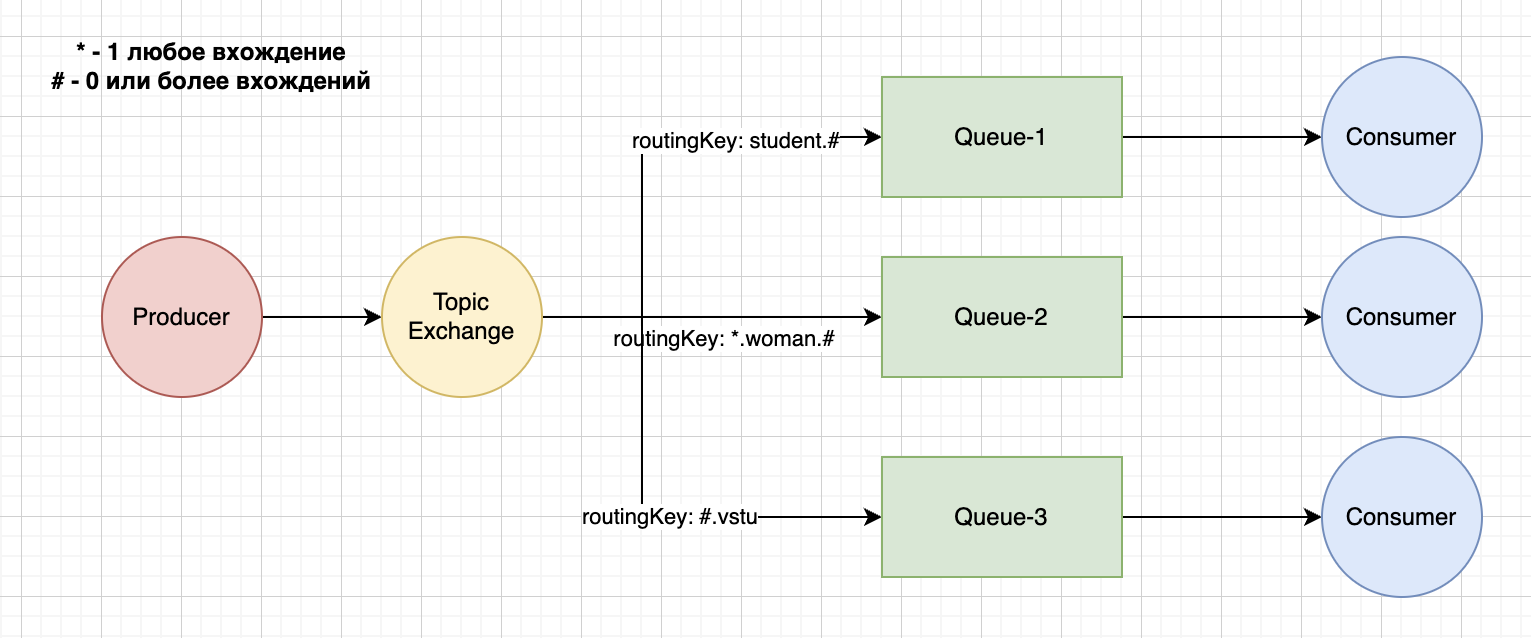 * - 1 любое вхождение
# - 0 или более вхождений
routingKey: student.#
Queue-1
Consumer
Producer
Topic
Exchange
routingKey: *.woman.#
Queue-2
Consumer
routingKey: #.vstu
Queue-3
Consumer